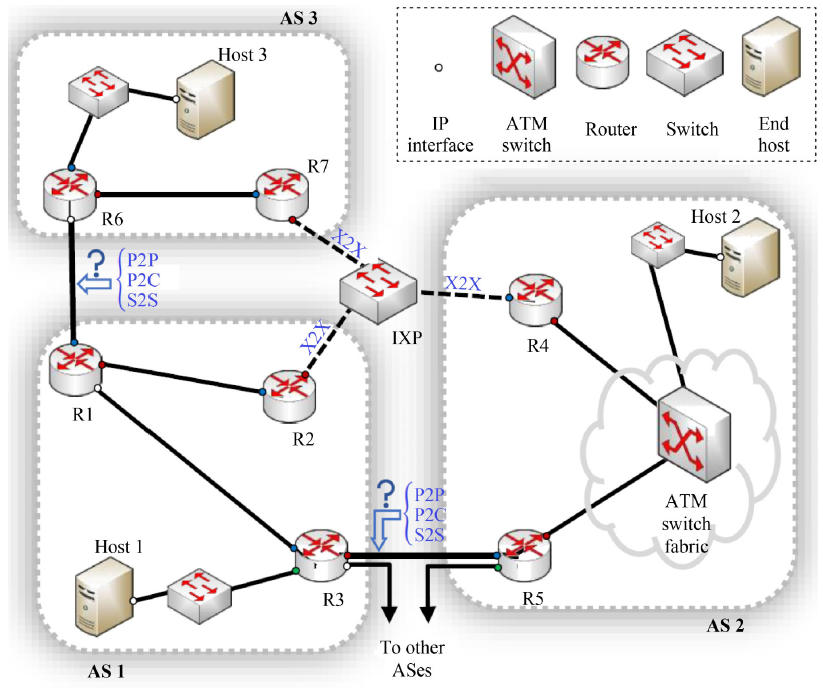 AS 3
Host 3
R7
R6
IP
interface
ATM
switch
Router
Switch
End
host
?
P2P
P2C
S2S
X2X
X2X
X2X
IXP
Host 2
R4
R1
R2
ATM
switch
fabric
?
P2P
P2C
S2S
Host 1
R3
R5
To other
ASes
AS 1
AS 2